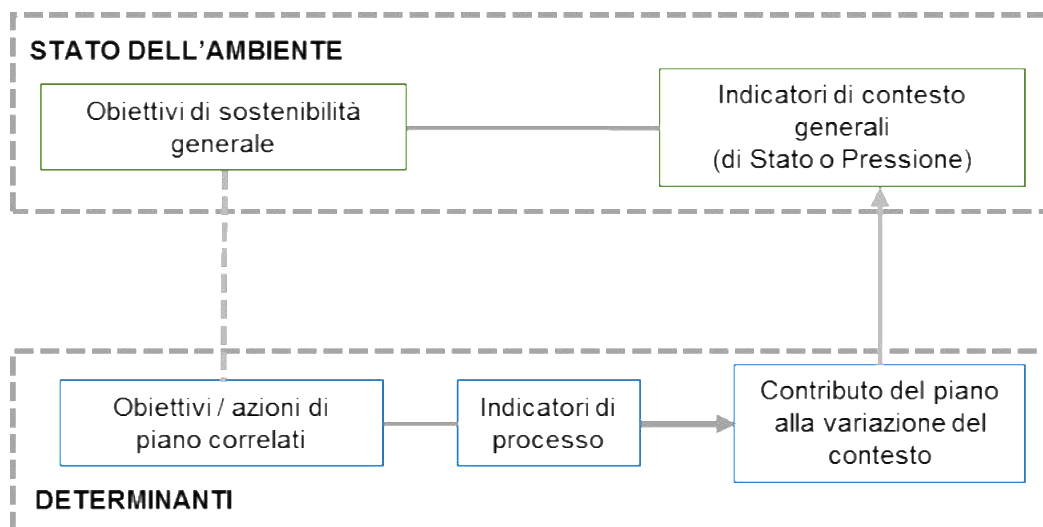 STATO DELL’AMBIENTE
Obiettivi di sostenibilità
generale
Indicatori di contesto
generali
(di Stato o Pressione)
Obiettivi / azioni di
piano correlati
Indicatori di
processo
Contributo del piano
alla variazione del
contesto
DETERMINANTI